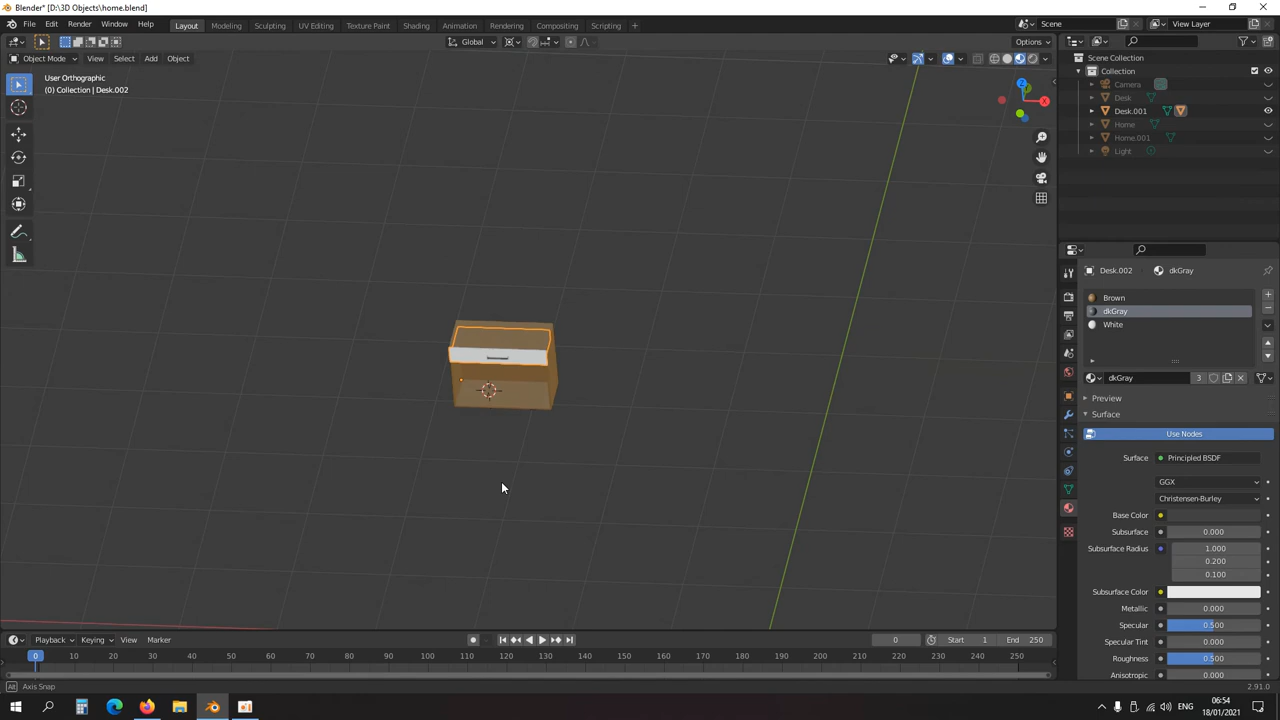 Blender* [D:\3D Objects\home.blend]
File Edit Render Window Help Layout Modeling Sculpting UV Editing Texture Paint Shading Animation Rendering Compositing Scripting + Scene View Layer
Global Options
Object Mode View Select Add Object
User Orthographic
(0) Collection | Desk.002
Z
X
Scene Collection
Collection
Camera
Desk
Desk.001
Home
Home.001
Light
Desk.002 dkGray
Brown
dkGray
White
dkGray 3
Preview
Surface
Use Nodes
Surface Principled BSDF
GGX
Christensen-Burley
Base Color
Subsurface 0.000
Subsurface Radius 1.000
0.200
0.100
Subsurface Color
Metallic 0.000
Specular 0.500
Specular Tint 0.000
Roughness 0.500
Anisotropic 0.000
Playback Keying View Marker 0 Start 1 End 250
0 10 20 30 40 50 60 70 80 90 100 110 120 130 140 150 160 170 180 190 200 210 220 230 240 250
Alt Axis Snap 2.91.0
ENG 06:54
18/01/2021